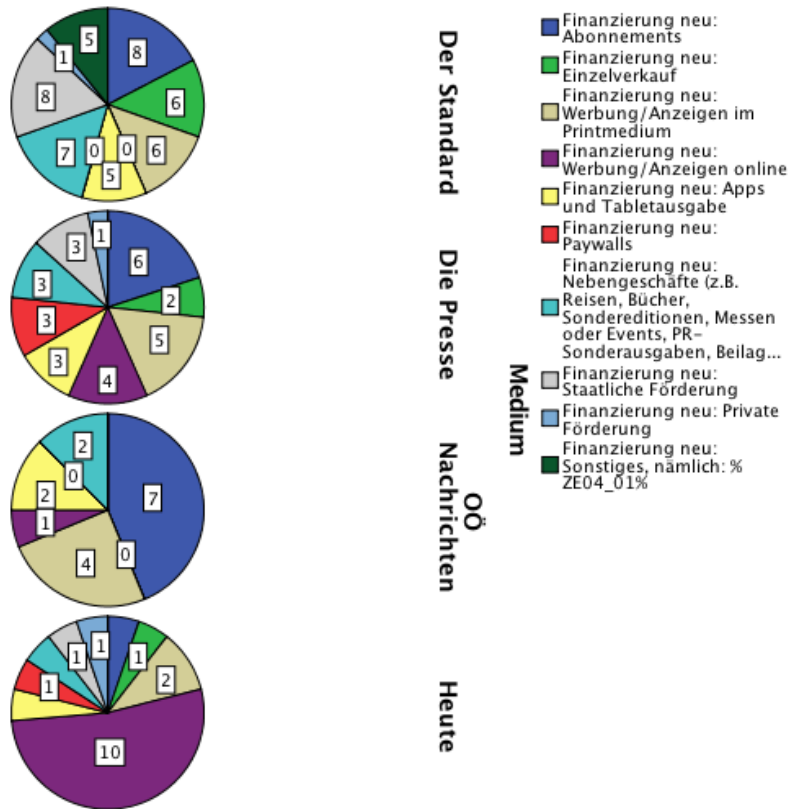 5
8
1
8
6
7
0
0
6
5
Der Standard
1
3
6
3
2
3
5
3
4
Die Presse
2
0
7
2
1
0
4
OÖ
Nachrichten
1
1
1
2
1
10
Heute
Medium
Finanzierung neu:
Abonnements
Finanzierung neu:
Einzelverkauf
Finanzierung neu:
Werbung/Anzeigen im
Printmedium
Finanzierung neu:
Werbung/Anzeigen online
Finanzierung neu: Apps
und Tabletausgabe
Finanzierung neu:
Paywalls
Finanzierung neu:
Nebengeschäfte (z.B.
Reisen, Bücher,
Sondereditionen, Messen
oder Events, PR-
Sonderausgaben, Beilag...
Finanzierung neu:
Staatliche Förderung
Finanzierung neu: Private
Förderung
Finanzierung neu:
Sonstiges, nämlich: %
ZE04_01%